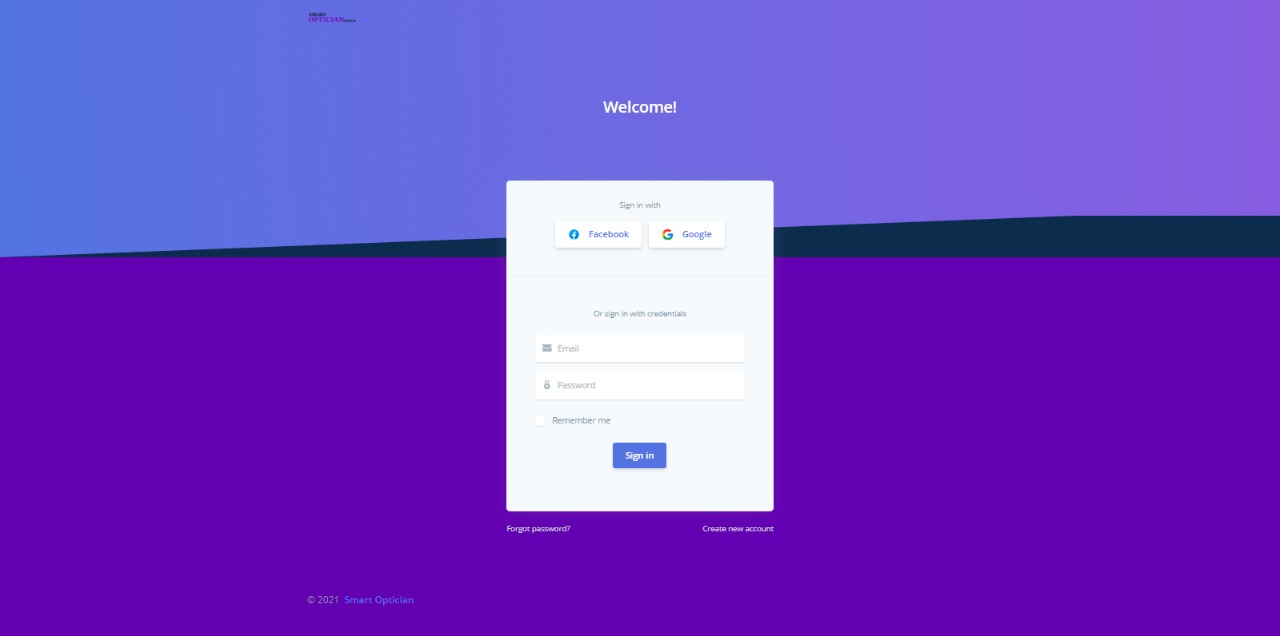 SMART
OPTICIAN
Welcome!
Sign in with
Facebook Google
Or sign in with credentials
Email
Password
Remember me
Sign in
Forgot password? Create new account
© 2021 Smart Optician